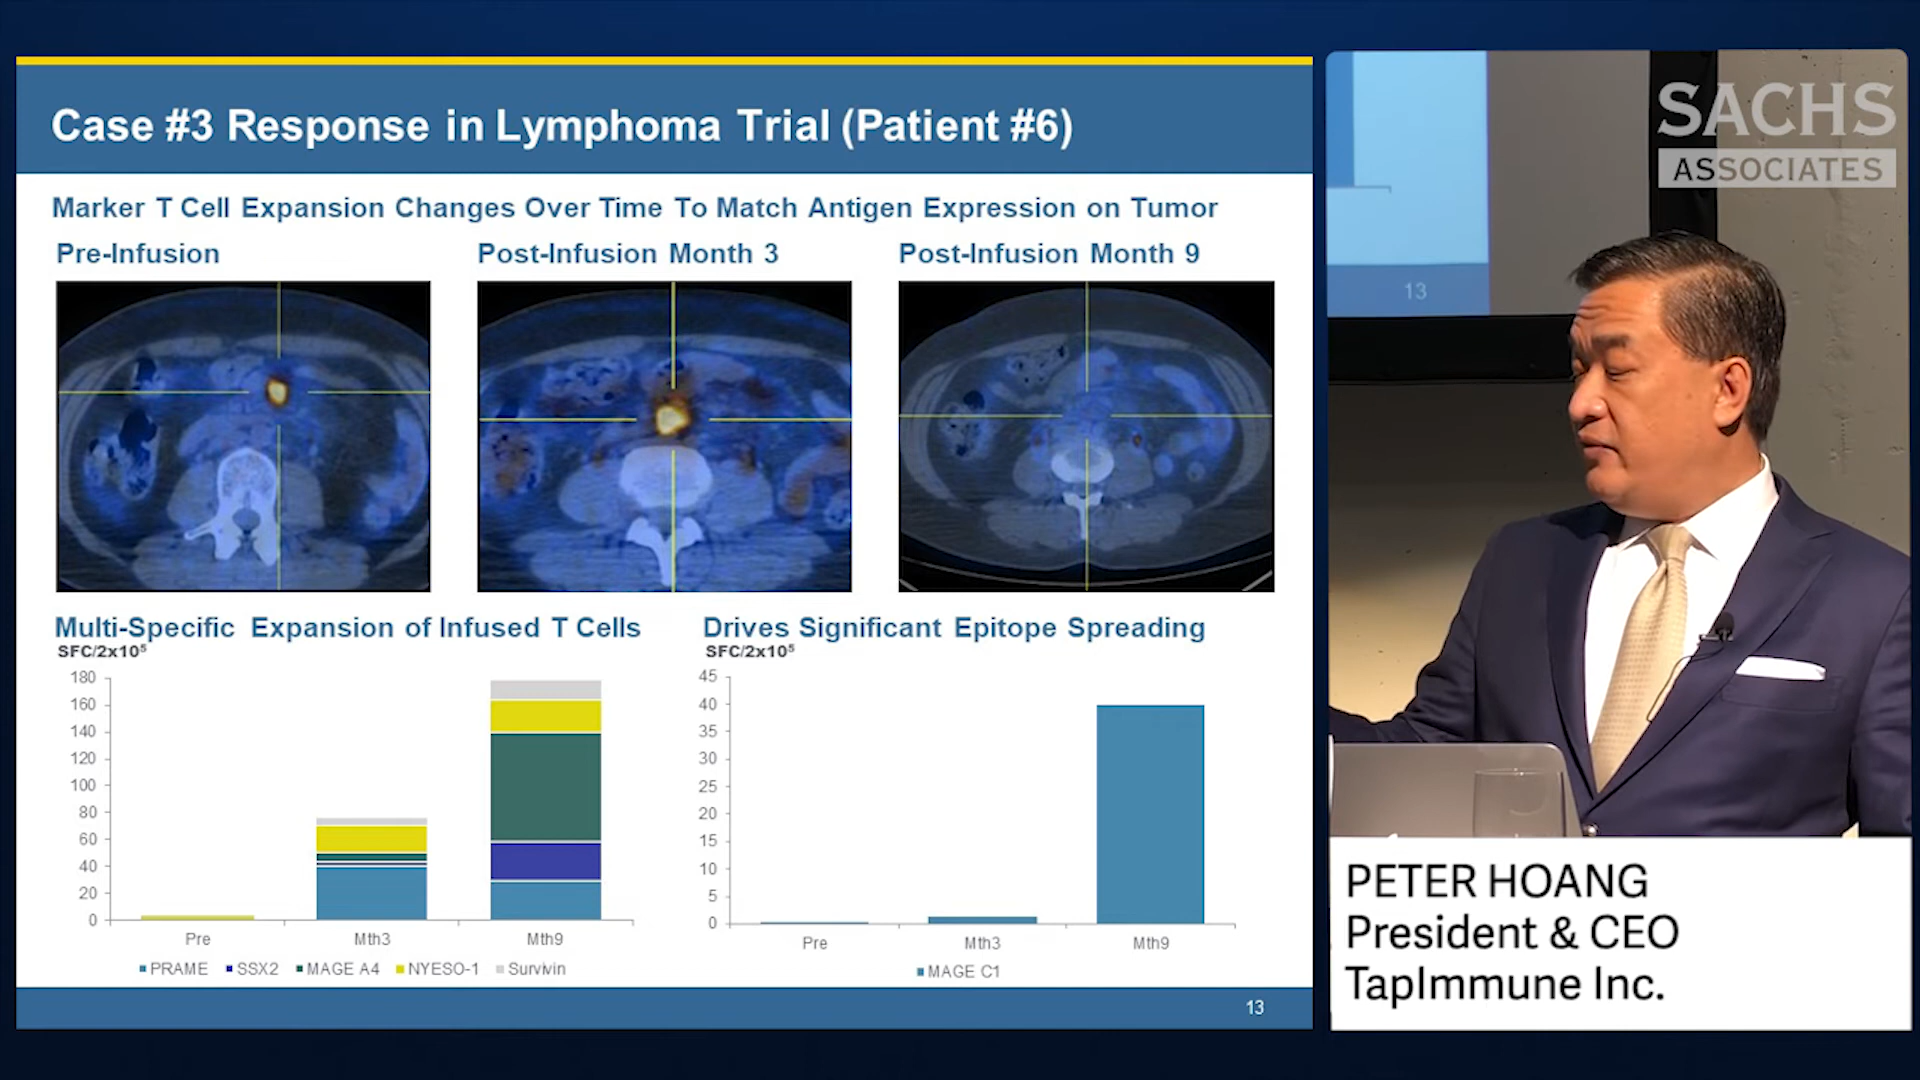 Case #3 Response in Lymphoma Trial (Patient #6)
Marker T Cell Expansion Changes Over Time To Match Antigen Expression on Tumor
Pre-Infusion
Post-Infusion Month 3
Post-Infusion Month 9
Multi-Specific Expansion of Infused T Cells
SFC/2x10⁵
180
160
140
120
100
80
60
40
20
0
Pre
Mth3
Mth9
PRAME
SSX2
MAGE A4
NYESO-1
Survivin
Drives Significant Epitope Spreading
SFC/2x10⁵
45
40
35
30
25
20
15
10
5
0
Pre
Mth3
Mth9
MAGE C1
13
SACHS
ASSOCIATES
13
PETER HOANG
President & CEO
TapImmune Inc.